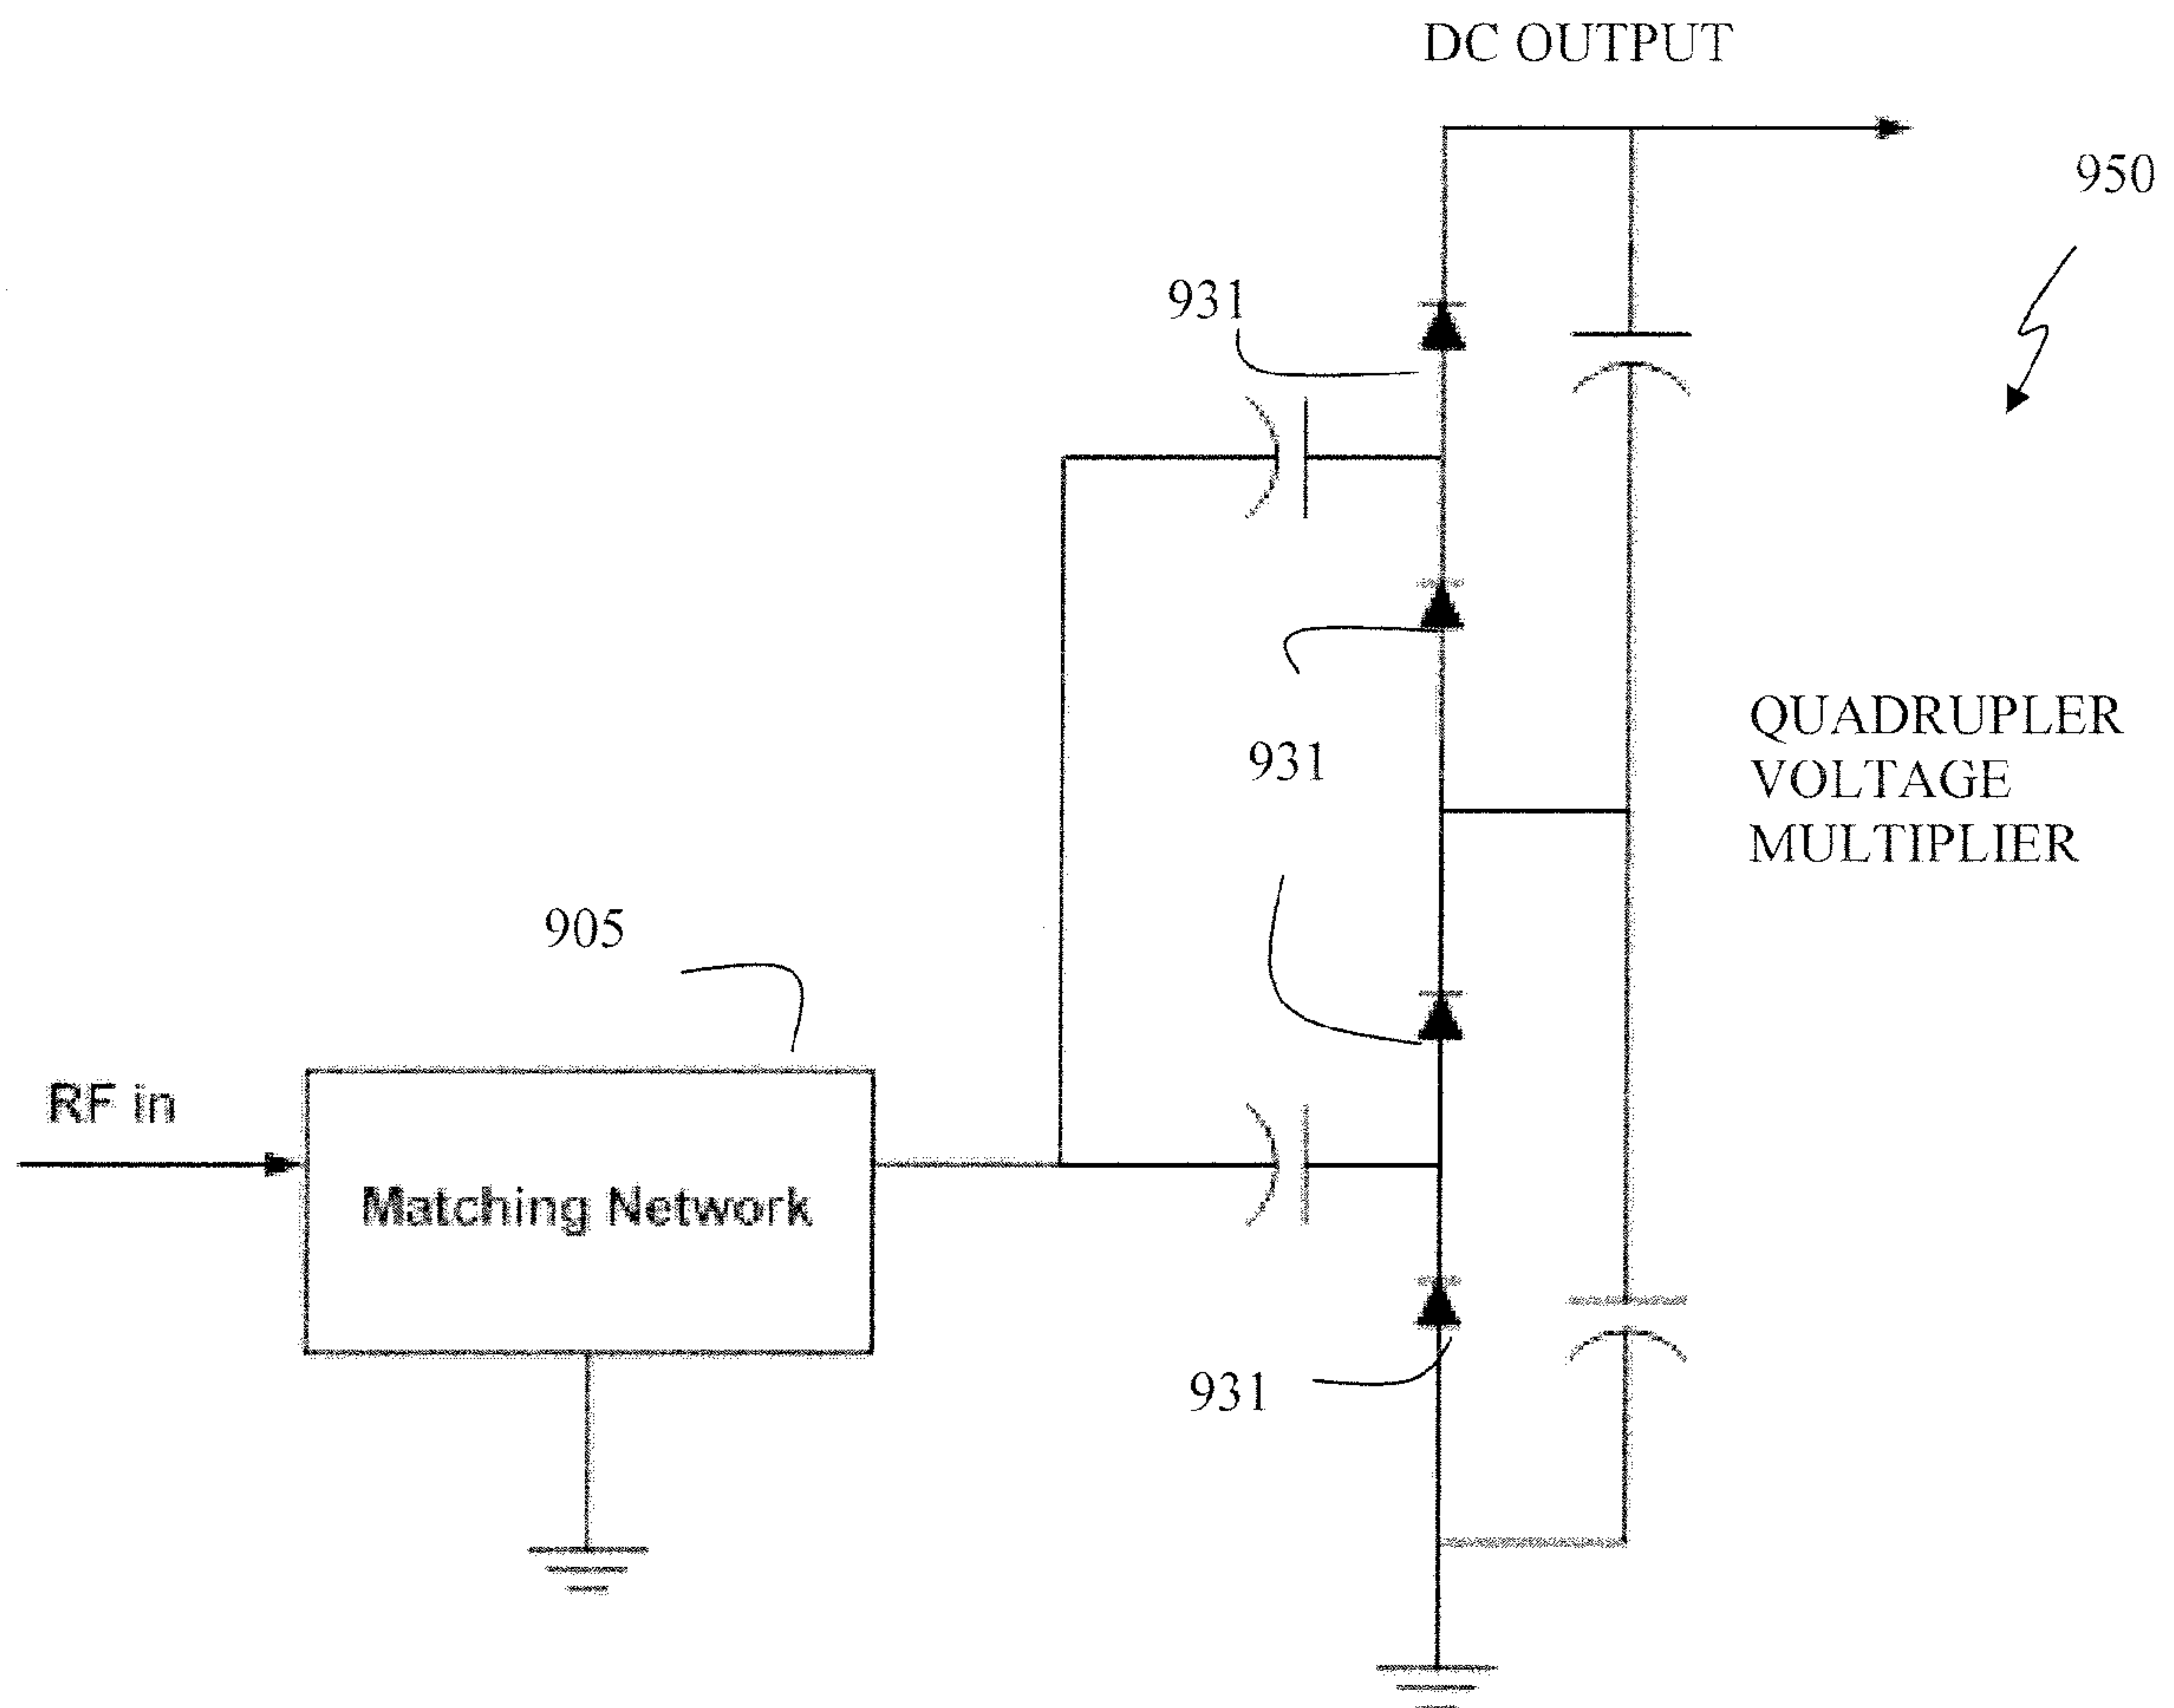 DC OUTPUT
950
931
931
QUADRUPLER
VOLTAGE
MULTIPLIER
905
RF in
Matching Network
931